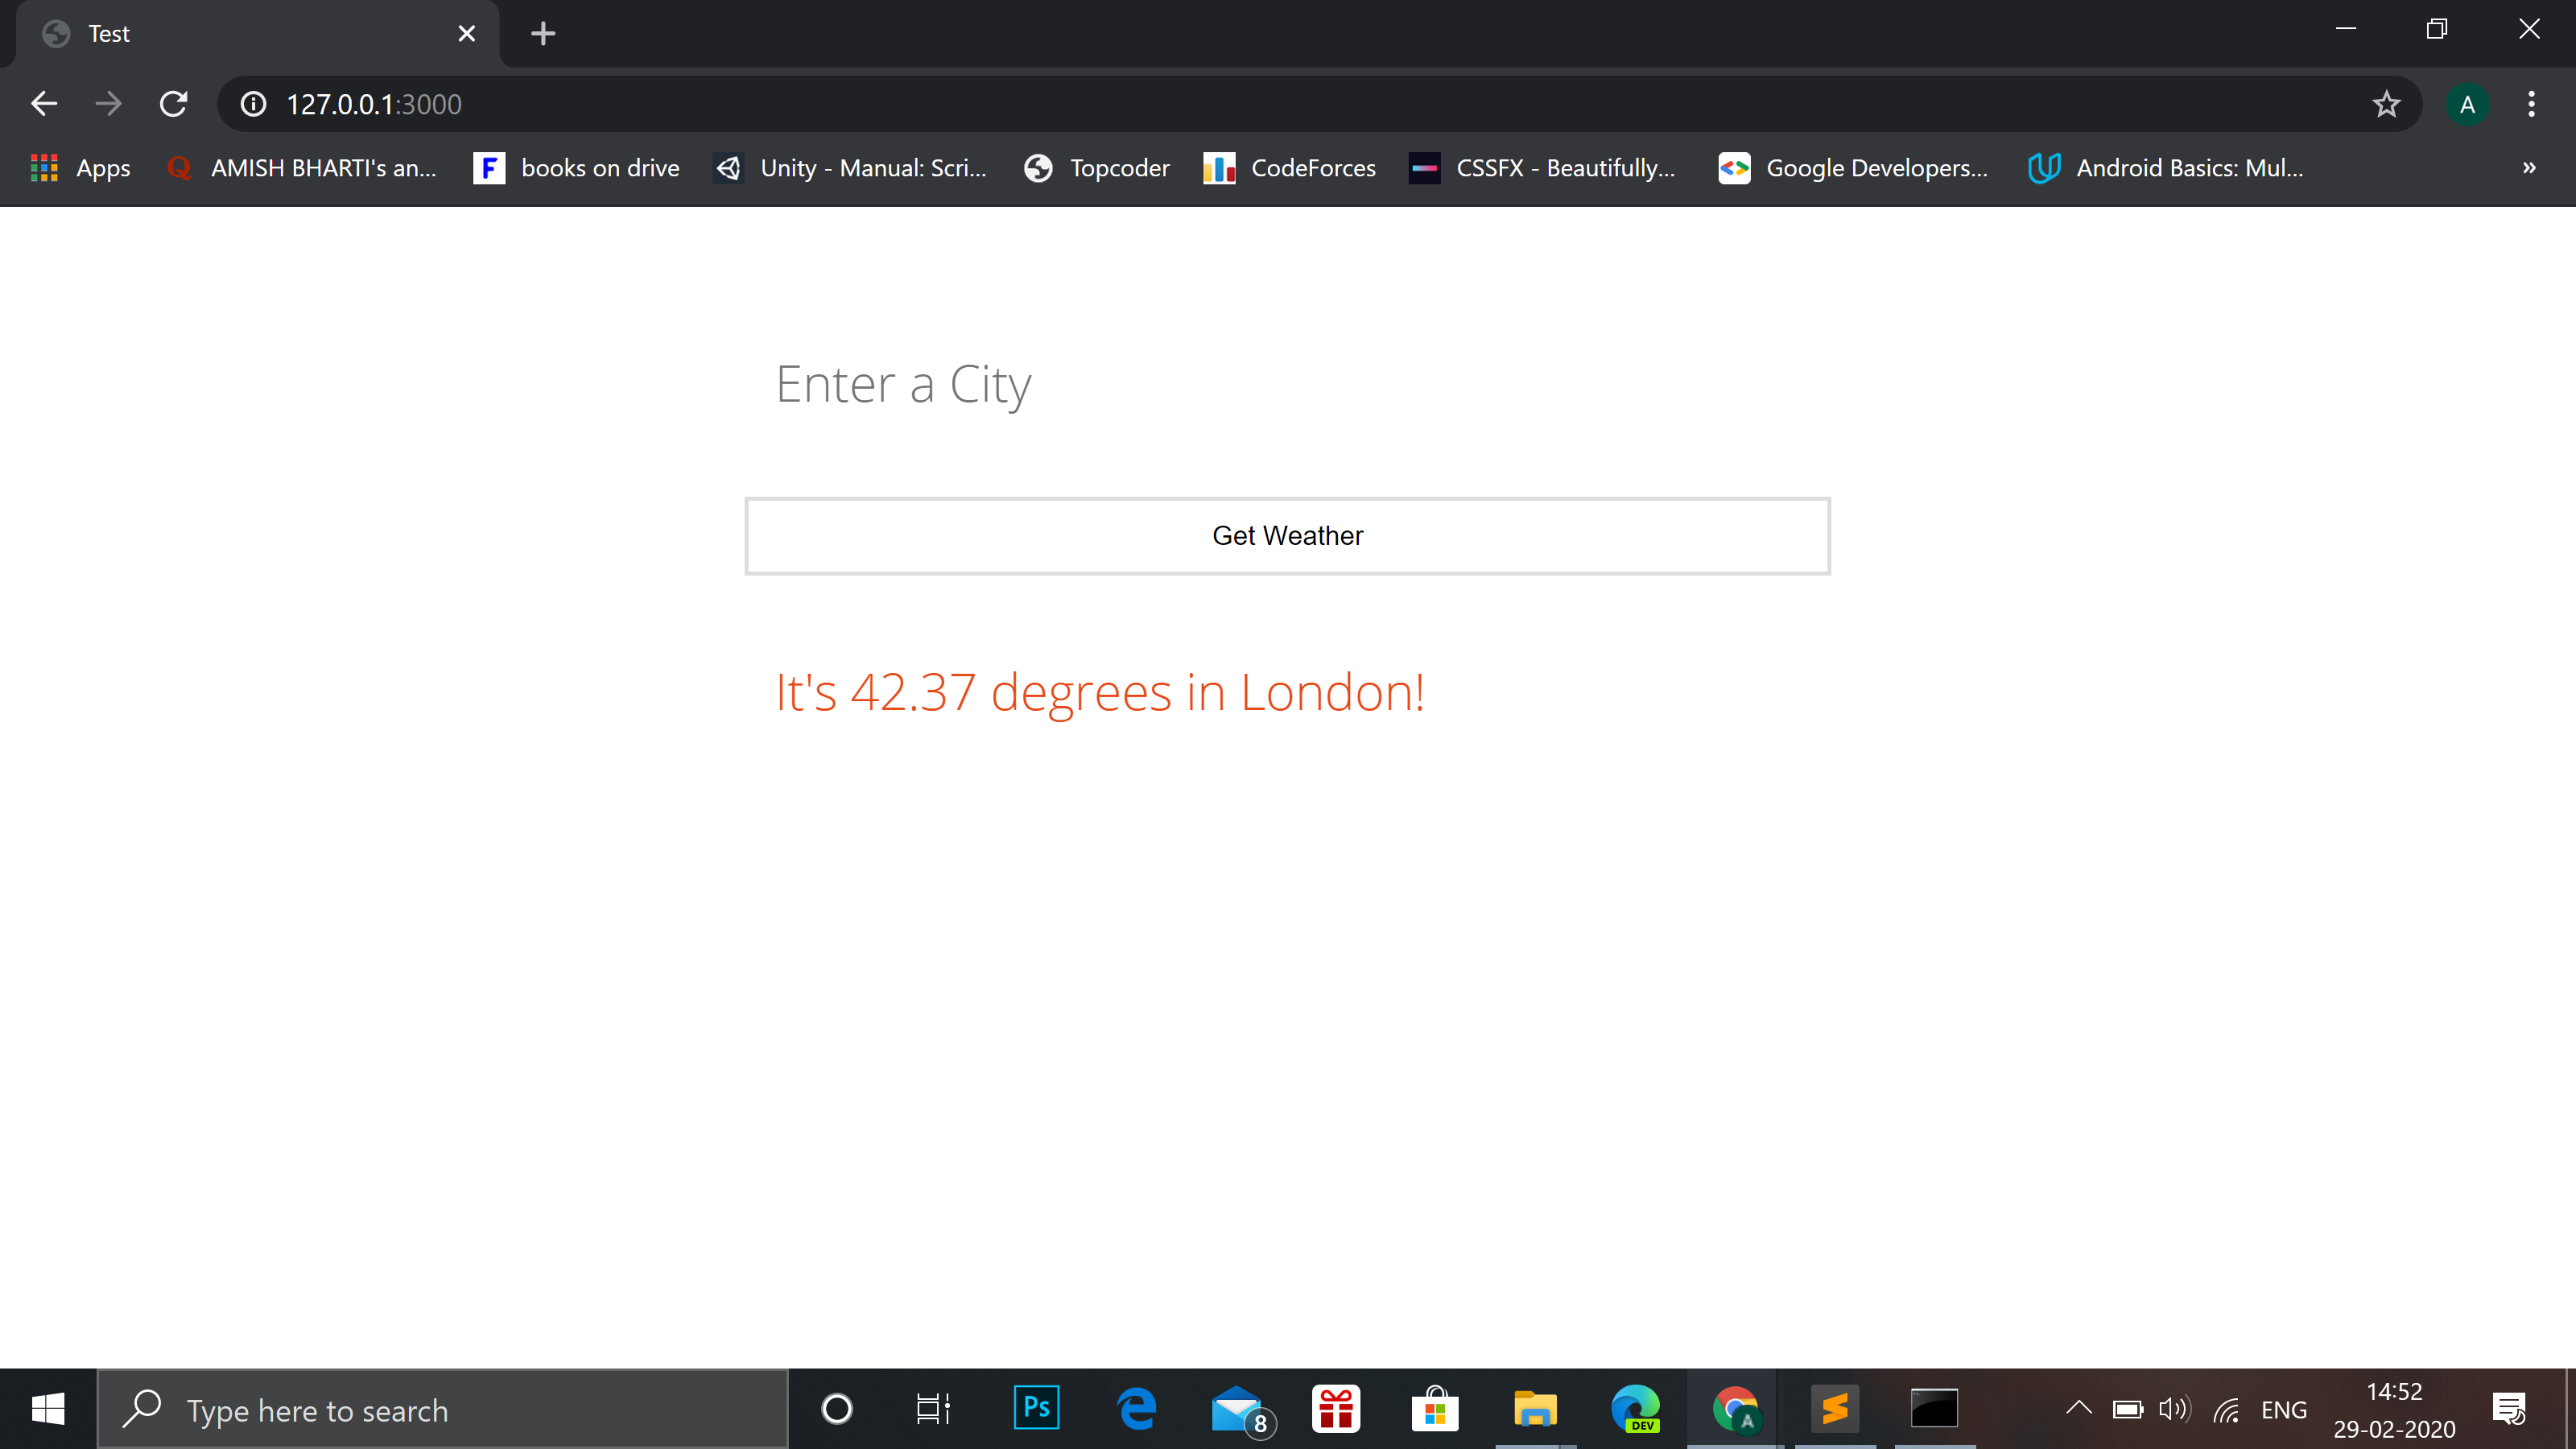 Test
127.0.0.1:3000
A
Apps
AMISH BHARTI's an...
F
books on drive
Unity - Manual: Scri...
Topcoder
CodeForces
CSSFX - Beautifully...
Google Developers...
Android Basics: Mul...
»
Enter a City
Get Weather
It's 42.37 degrees in London!
Type here to search
Ps
8
DEV
A
ENG
14:52
29-02-2020